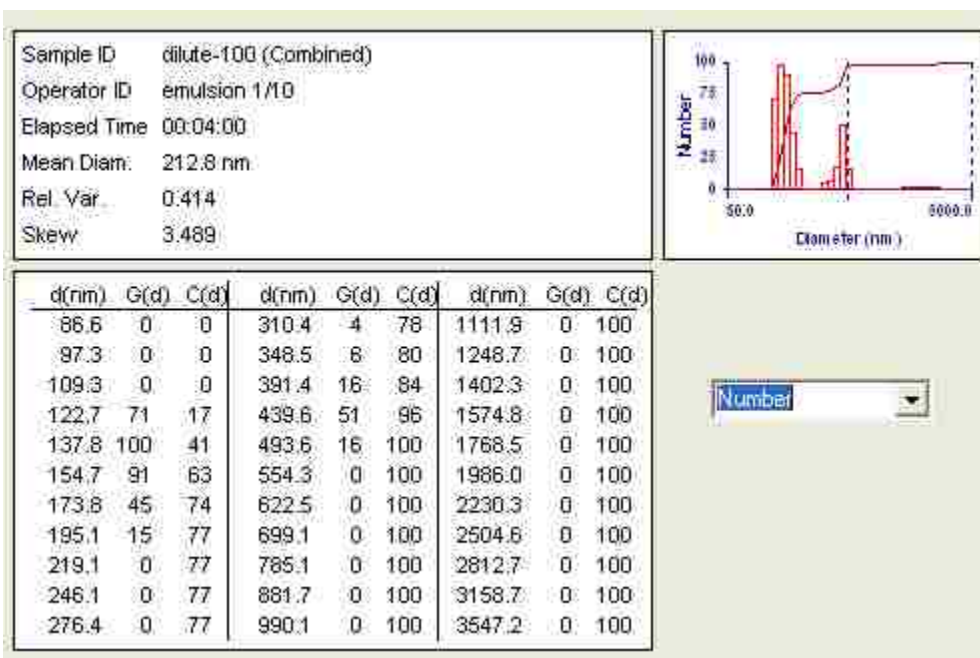 Sample ID dilute-100 (Combined)
Operator ID emulsion 1/10
Elapsed Time 00:04:00
Mean Diam. 212.8 nm
Rel. Var. 0.414
Skew 3.489
Number
100
75
50
25
0
50.0 5000.0
Diameter (nm)
d(nm) G(d) C(d) d(nm) G(d) C(d) d(nm) G(d) C(d)
86.6 0 0 310.4 4 78 1111.9 0 100
97.3 0 0 348.5 6 80 1248.7 0 100
109.3 0 0 391.4 16 84 1402.3 0 100
122.7 71 17 439.6 51 96 1574.8 0 100
137.8 100 41 493.6 16 100 1768.5 0 100
154.7 91 63 554.3 0 100 1986.0 0 100
173.8 45 74 622.5 0 100 2230.3 0 100
195.1 15 77 699.1 0 100 2504.6 0 100
219.1 0 77 785.1 0 100 2812.7 0 100
246.1 0 77 881.7 0 100 3158.7 0 100
276.4 0 77 990.1 0 100 3547.2 0 100
Number